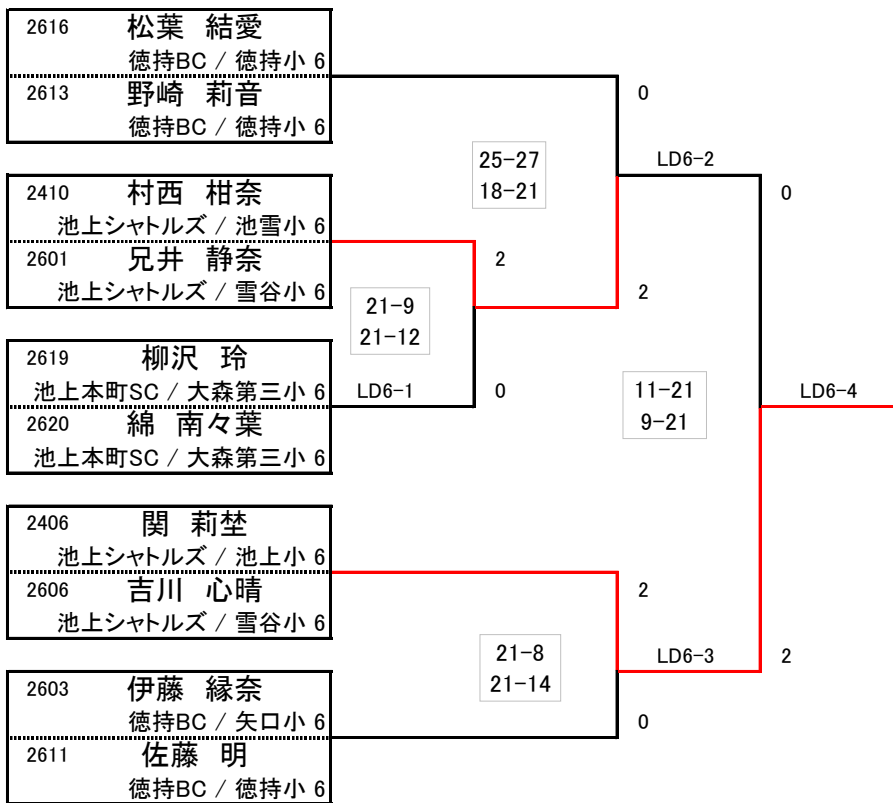 2616 松葉 結愛
徳持BC / 徳持小 6
2613 野崎 莉音
徳持BC / 徳持小 6
0
25-27
18-21
LD6-2
2410 村西 柑奈
池上シャトルズ / 池雪小 6
0
2601 兄井 静奈
池上シャトルズ / 雪谷小 6
2
2
21-9
21-12
2619 柳沢 玲
池上本町SC / 大森第三小 6
LD6-1
0
2620 綿 南々葉
池上本町SC / 大森第三小 6
11-21
9-21
LD6-4
2406 関 莉埜
池上シャトルズ / 池上小 6
2606 吉川 心晴
池上シャトルズ / 雪谷小 6
2
21-8
21-14
LD6-3
2
2603 伊藤 縁奈
徳持BC / 矢口小 6
0
2611 佐藤 明
徳持BC / 徳持小 6